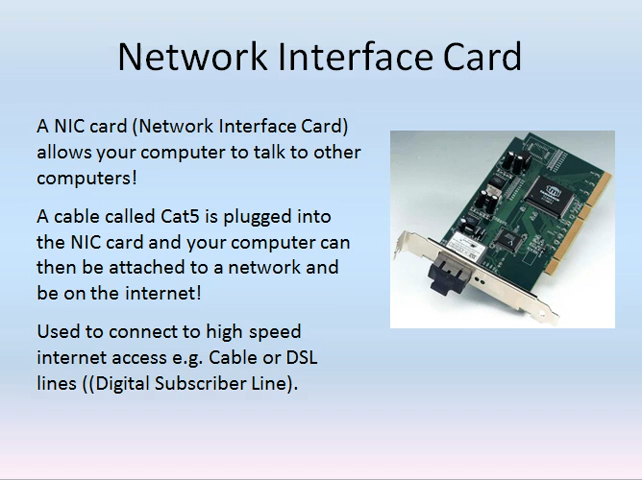 Network Interface Card
A NIC card (Network Interface Card)
allows your computer to talk to other
computers!
A cable called Cat5 is plugged into
the NIC card and your computer can
then be attached to a network and
be on the internet!
Used to connect to high speed
internet access e.g. Cable or DSL
lines ((Digital Subscriber Line).